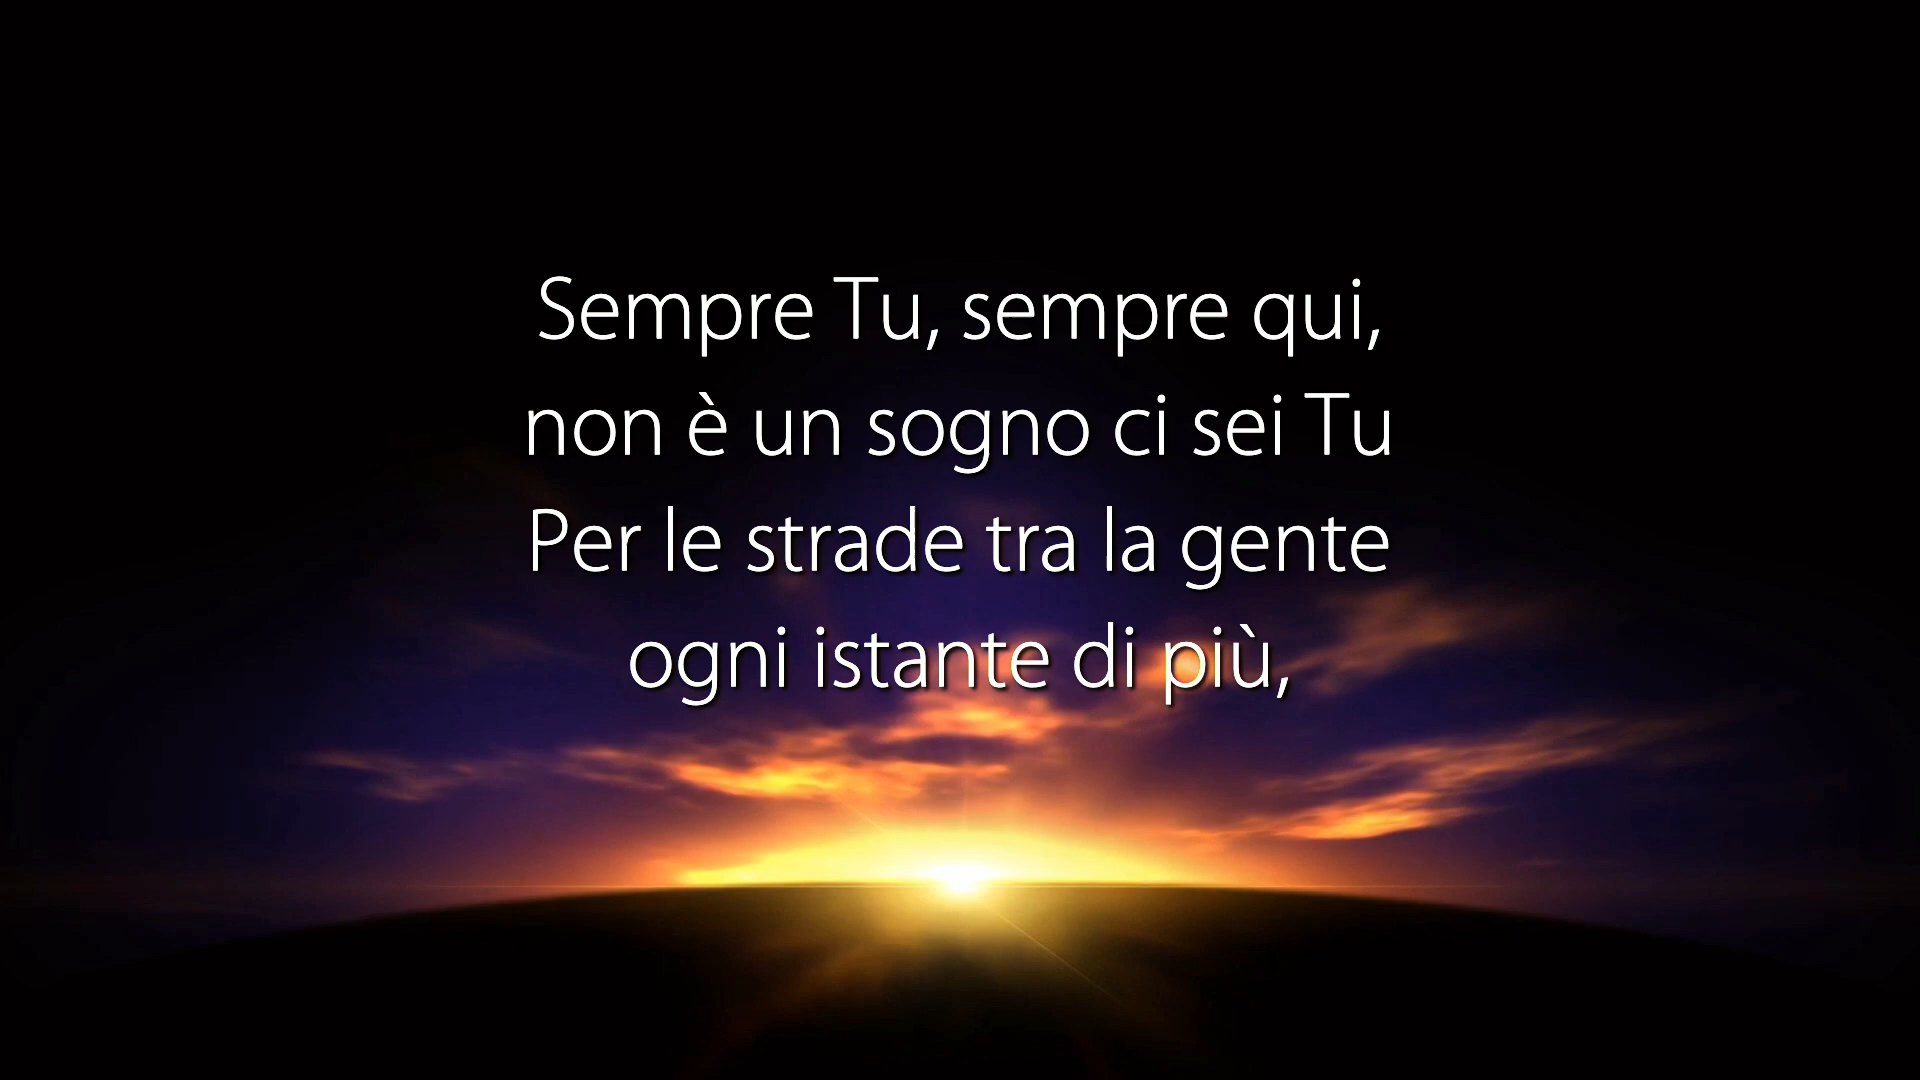 Sempre Tu, sempre qui,
non è un sogno ci sei Tu
Per le strade tra la gente
ogni istante di più,